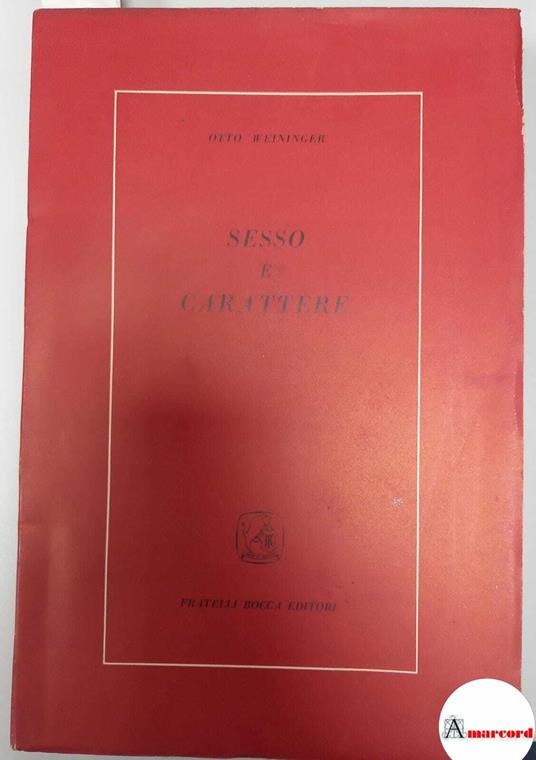 OTTO WEININGER
SESSO
E
CARATTERE
FRATELLI BOCCA EDITORI
Amarcord